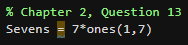 % Chapter 2, Question 13
Sevens = 7*ones(1,7)